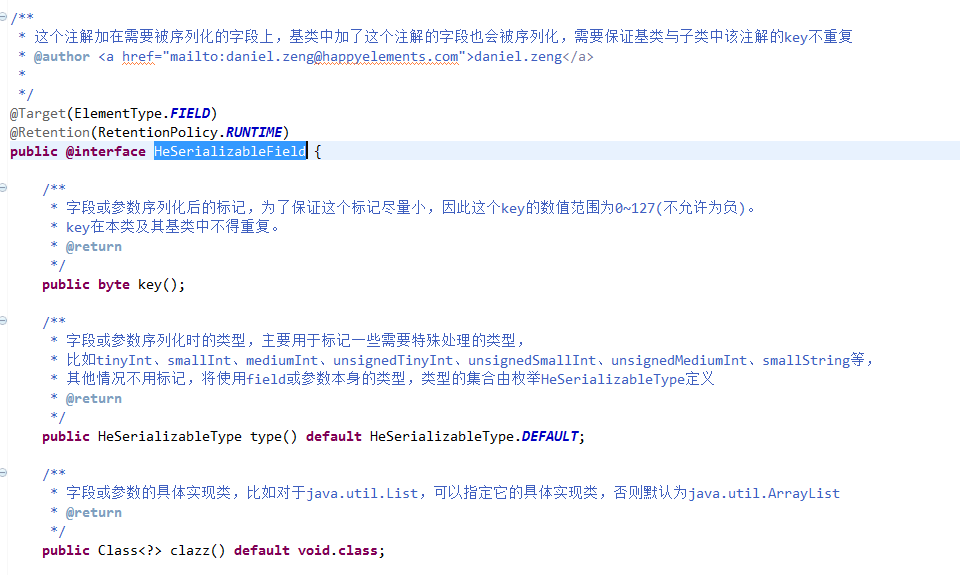 /**
 * 这个注解加在需要被序列化的字段上，基类中加了这个注解的字段也会被序列化，需要保证基类与子类中该注解的key不重复
 * @author <a href="mailto:daniel.zeng@happyelements.com">daniel.zeng</a>
 *
 */
@Target(ElementType.FIELD)
@Retention(RetentionPolicy.RUNTIME)
public @interface HeSerializableField {
/**
 * 字段或参数序列化后的标记，为了保证这个标记尽量小，因此这个key的数值范围为0~127(不允许为负)。
 * key在本类及其基类中不得重复。
 * @return
 */
public byte key();
/**
 * 字段或参数序列化时的类型，主要用于标记一些需要特殊处理的类型，
 * 比如tinyInt、smallInt、mediumInt、unsignedTinyInt、unsignedSmallInt、unsignedMediumInt、smallString等，
 * 其他情况不用标记，将使用field或参数本身的类型，类型的集合由枚举HeSerializableType定义
 * @return
 */
public HeSerializableType type() default HeSerializableType.DEFAULT;
/**
 * 字段或参数的具体实现类，比如对于java.util.List，可以指定它的具体实现类，否则默认为java.util.ArrayList
 * @return
 */
public Class<?> clazz() default void.class;